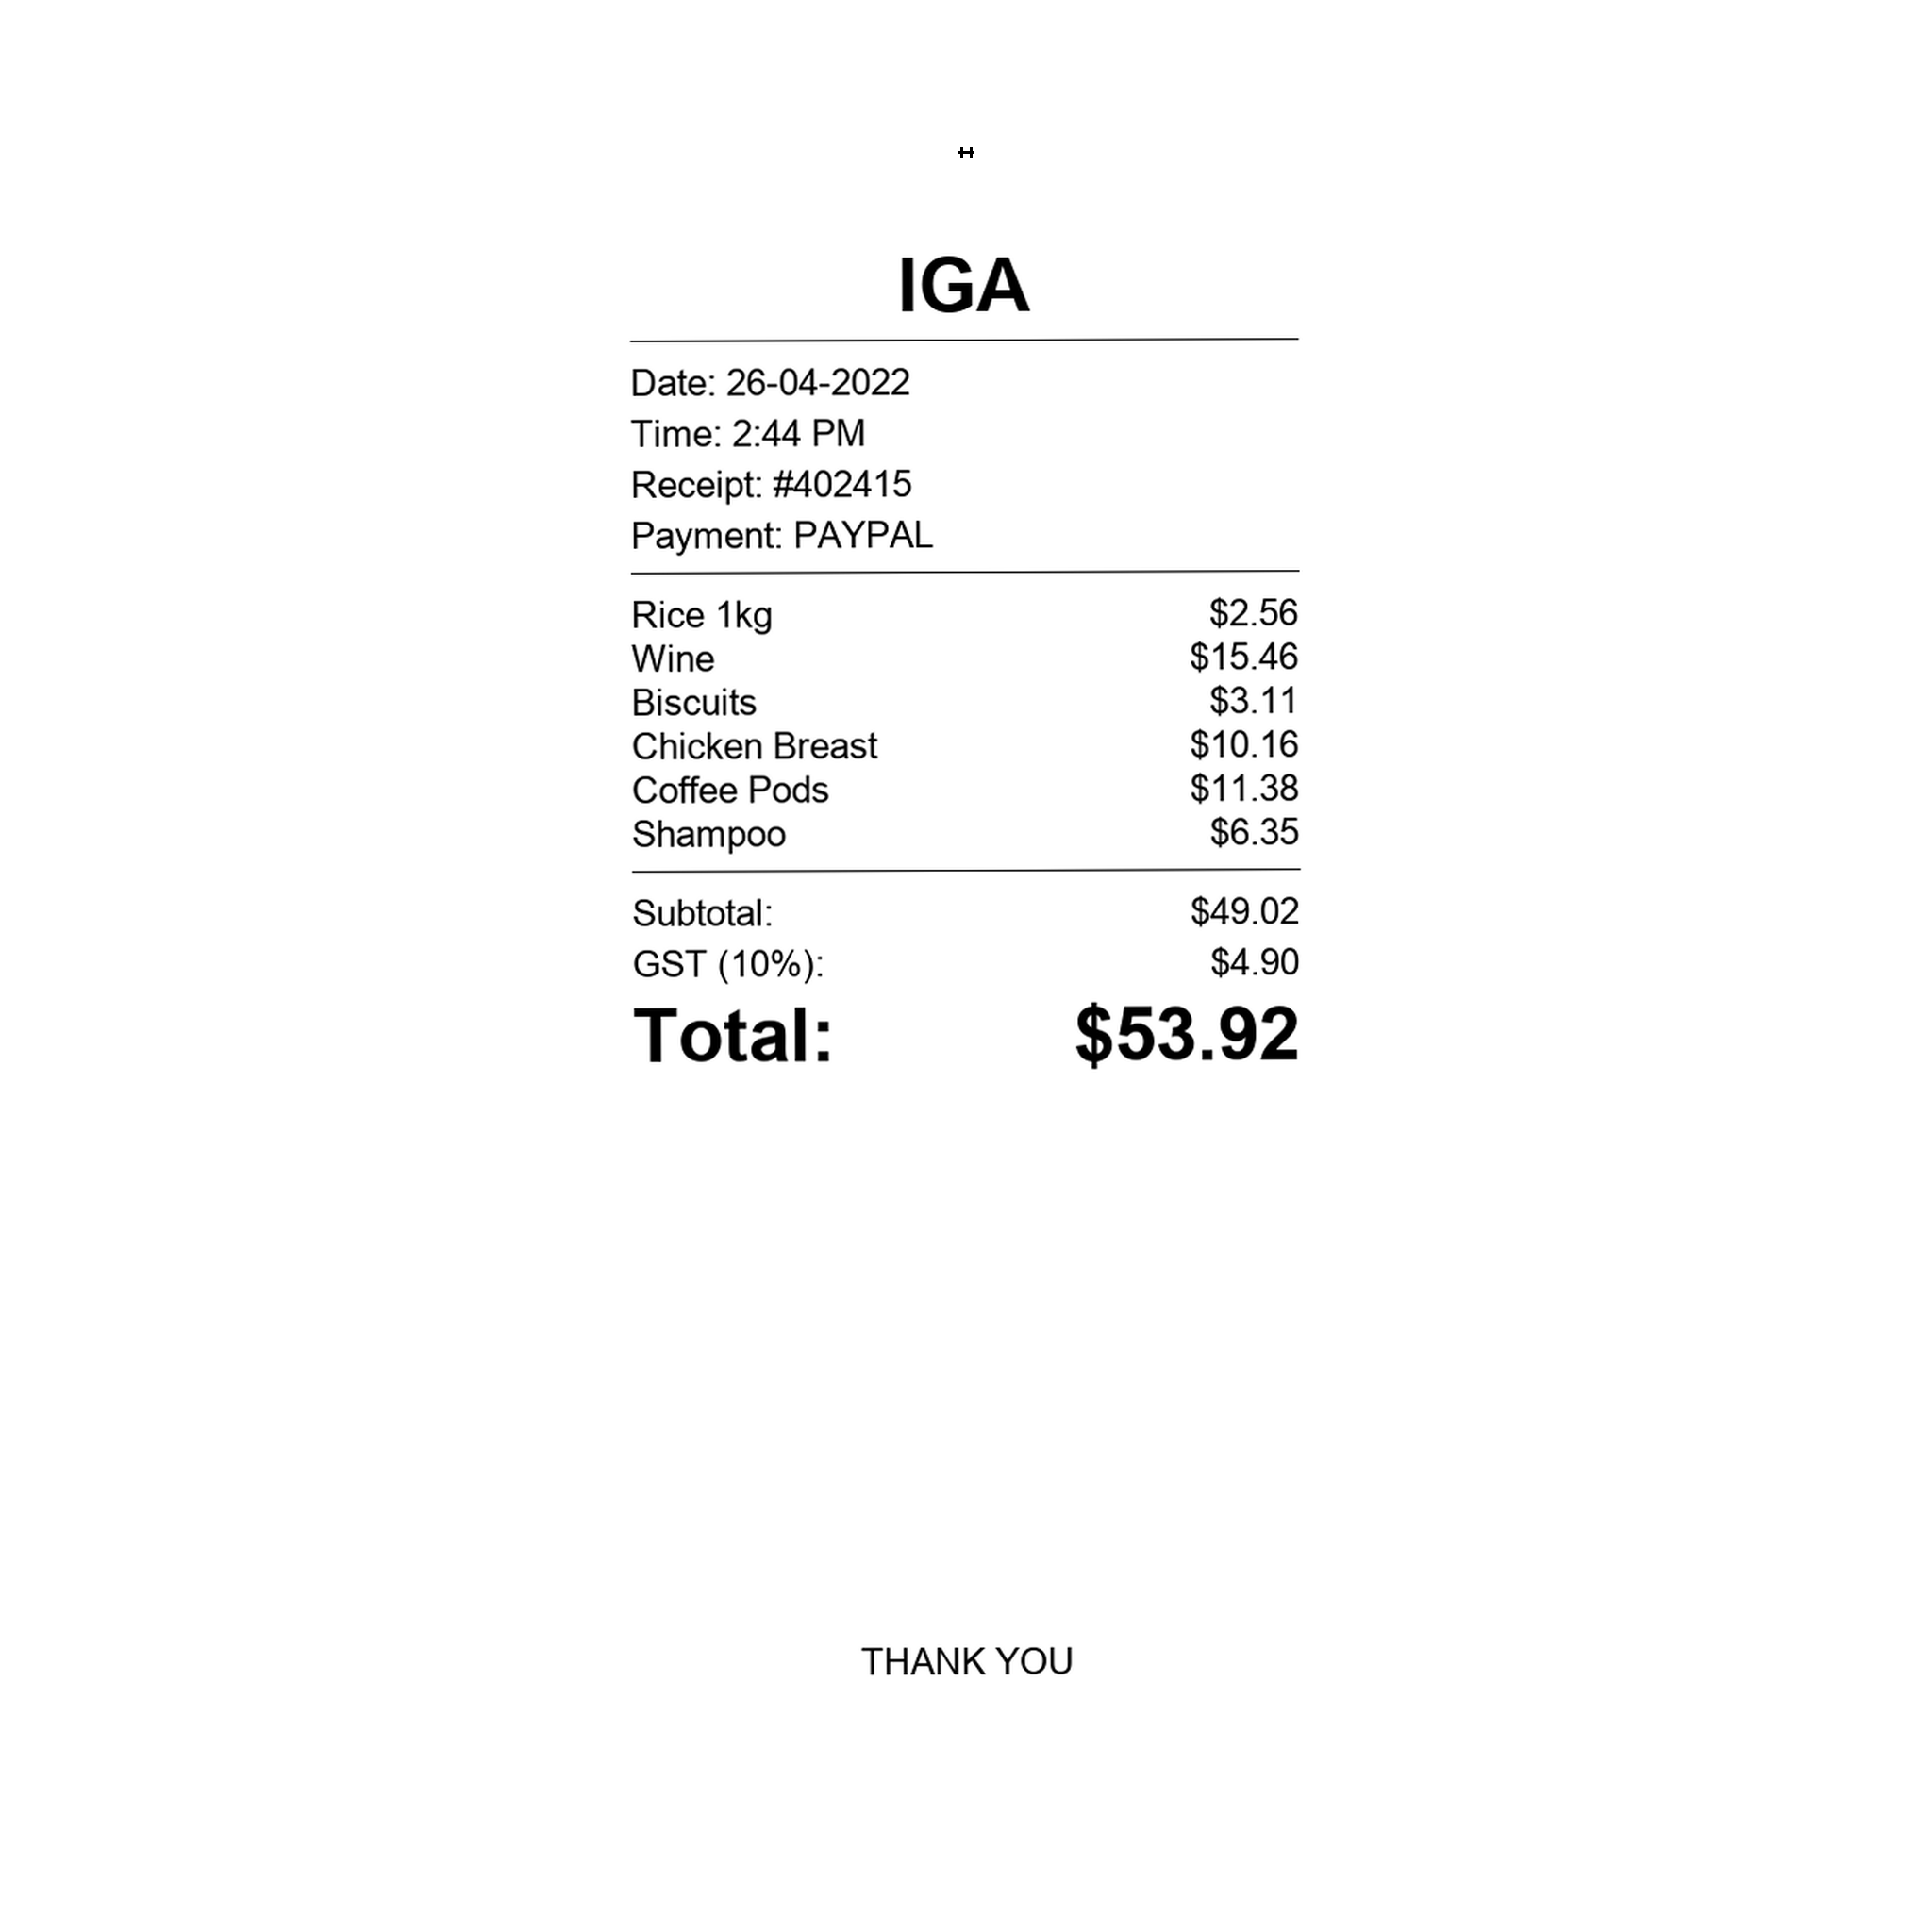 IGA
Date: 26-04-2022
Time: 2:44 PM
Receipt: #402415
Payment: PAYPAL
Rice 1kg $2.56
Wine $15.46
Biscuits $3.11
Chicken Breast $10.16
Coffee Pods $11.38
Shampoo $6.35
Subtotal: $49.02
GST (10%): $4.90
Total: $53.92
THANK YOU